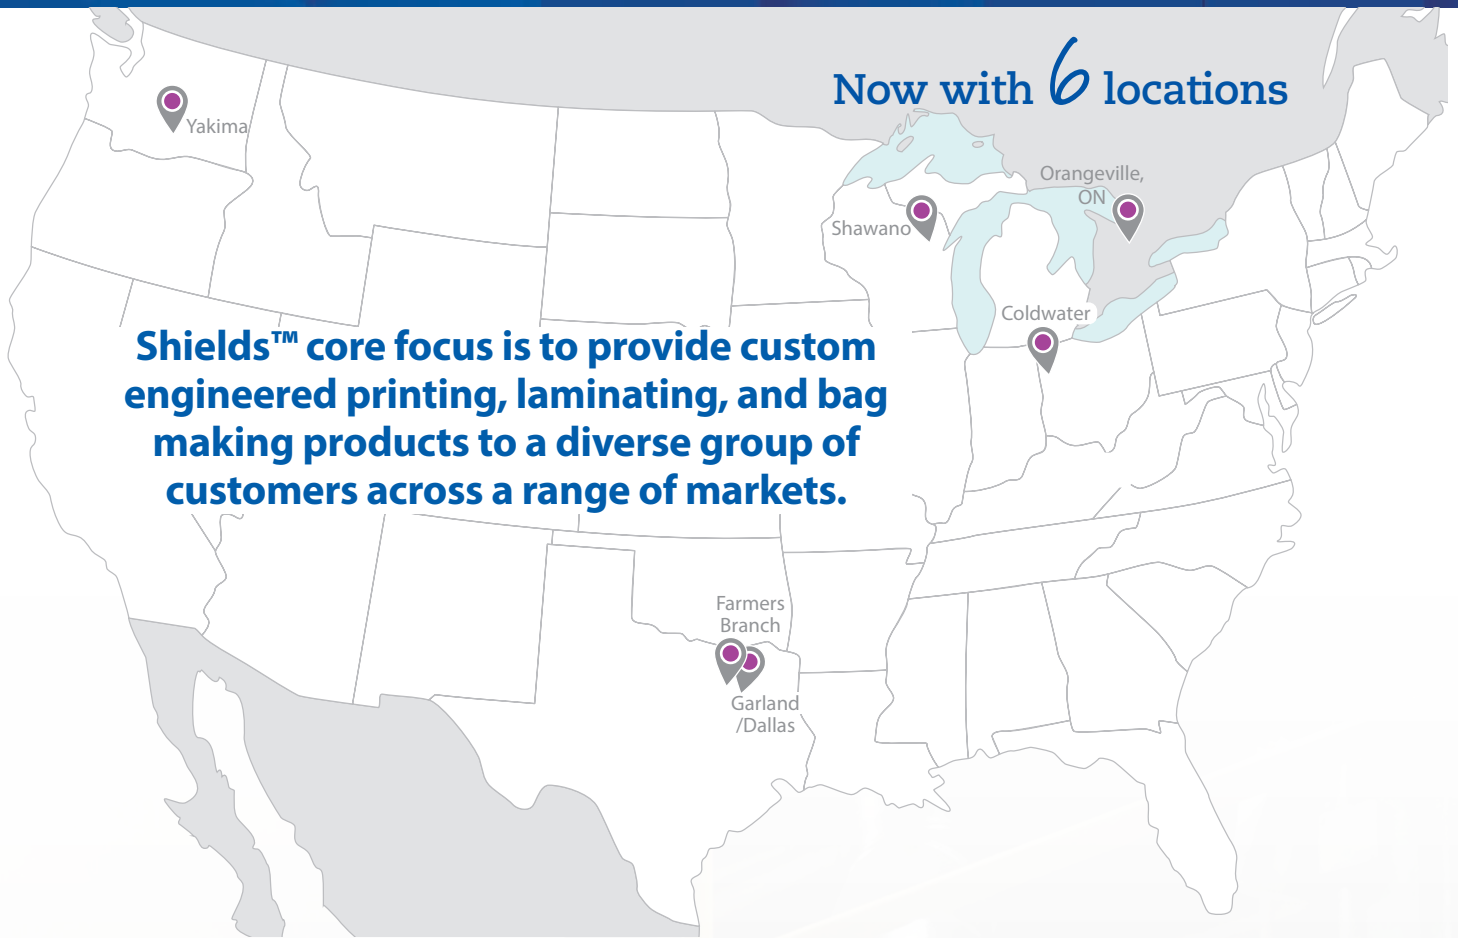 Now with 6 locations
Yakima
Orangeville,
ON
Shawano
Coldwater
Shields™ core focus is to provide custom
engineered printing, laminating, and bag
making products to a diverse group of
customers across a range of markets.
Farmers
Branch
Garland
/Dallas